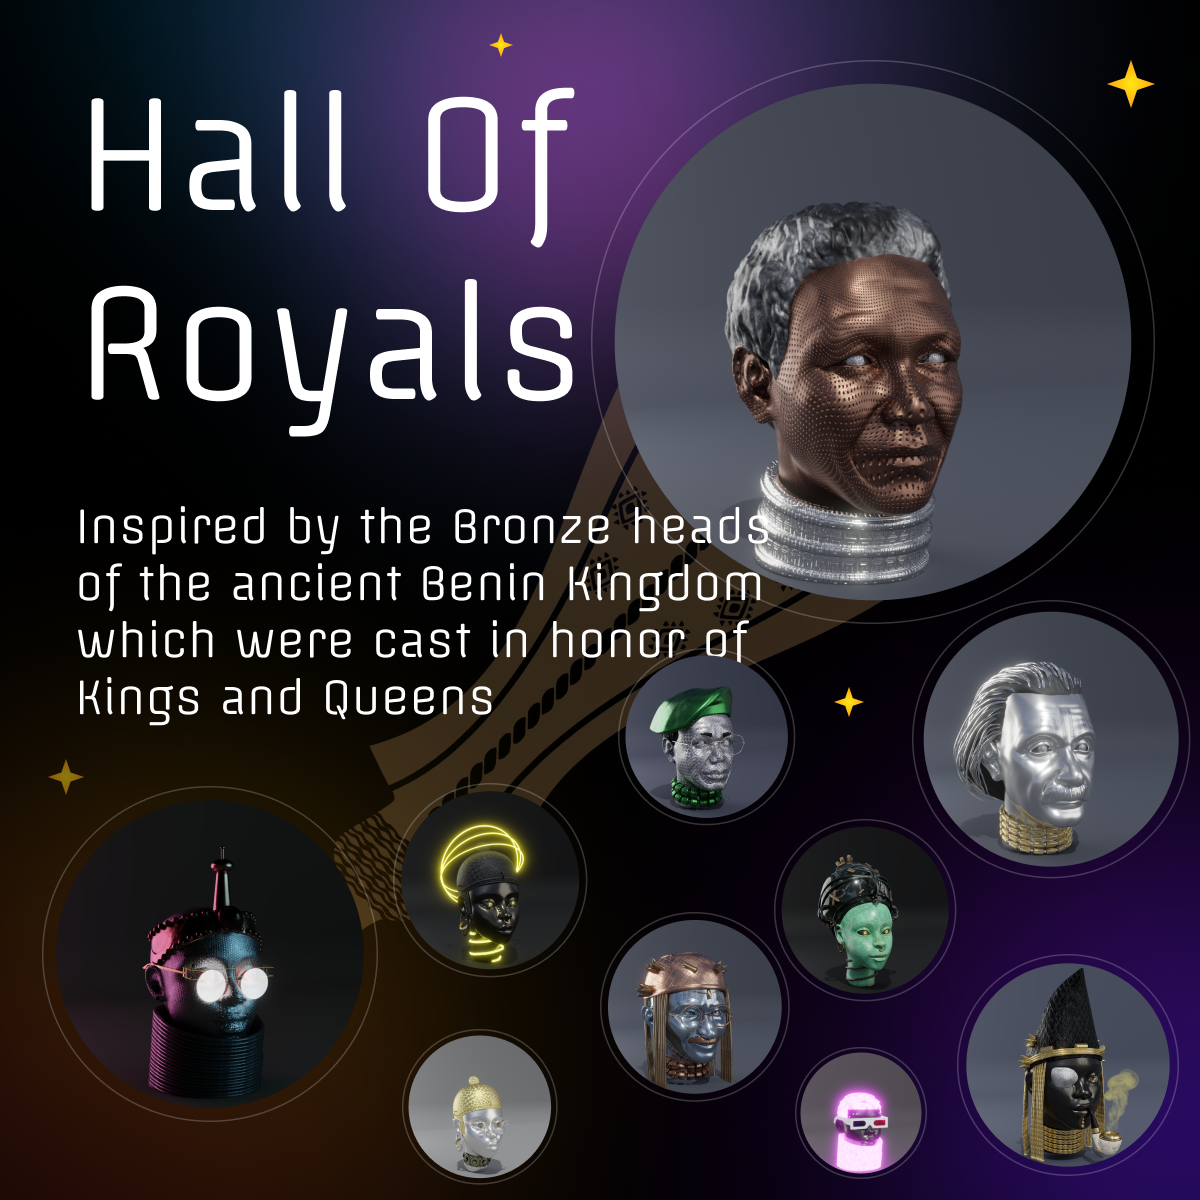 Hall Of
Royals
Inspired by the Bronze heads
of the ancient Benin Kingdom
which were cast in honor of
Kings and Queens